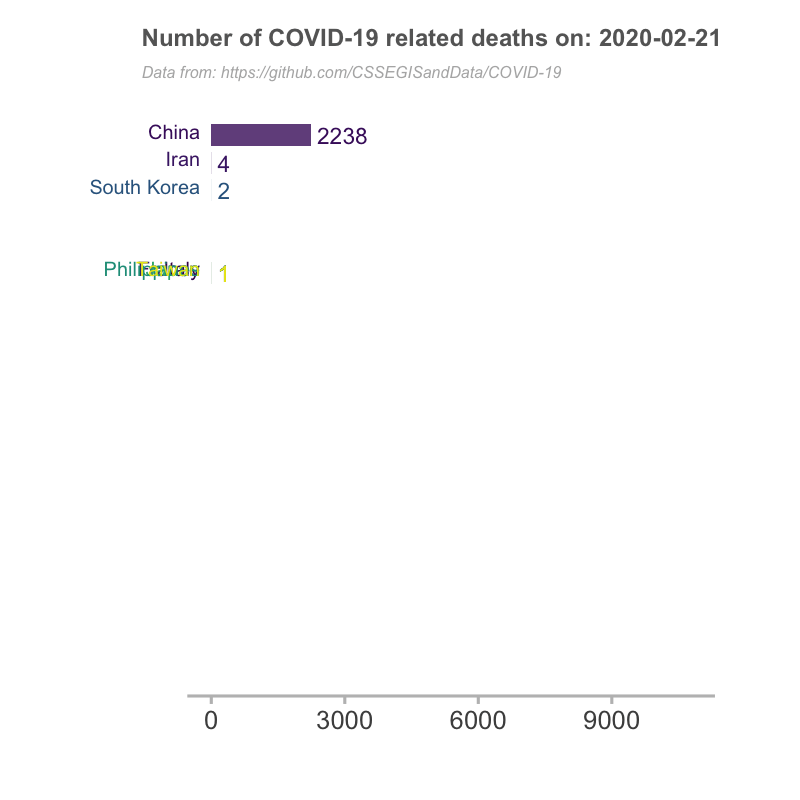 Number of COVID-19 related deaths on: 2020-02-21
Data from: https://github.com/CSSEGISandData/COVID-19
China 2238
Iran 4
South Korea 2
Taiwan 1
0 3000 6000 9000